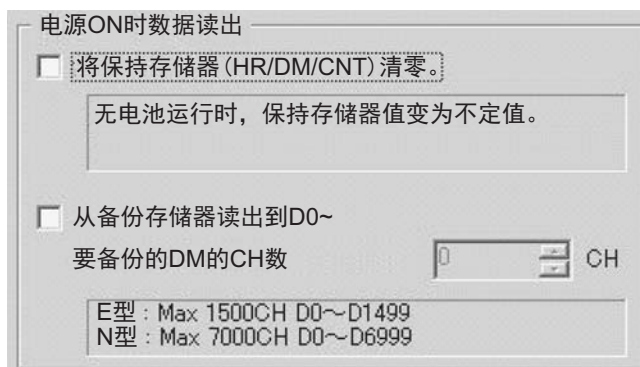 电源ON时数据读出
将保持存储器(HR/DM/CNT)清零。
无电池运行时，保持存储器值变为不定值。
从备份存储器读出到D0~
要备份的DM的CH数 0 CH
E型：Max 1500CH D0～D1499
N型：Max 7000CH D0～D6999